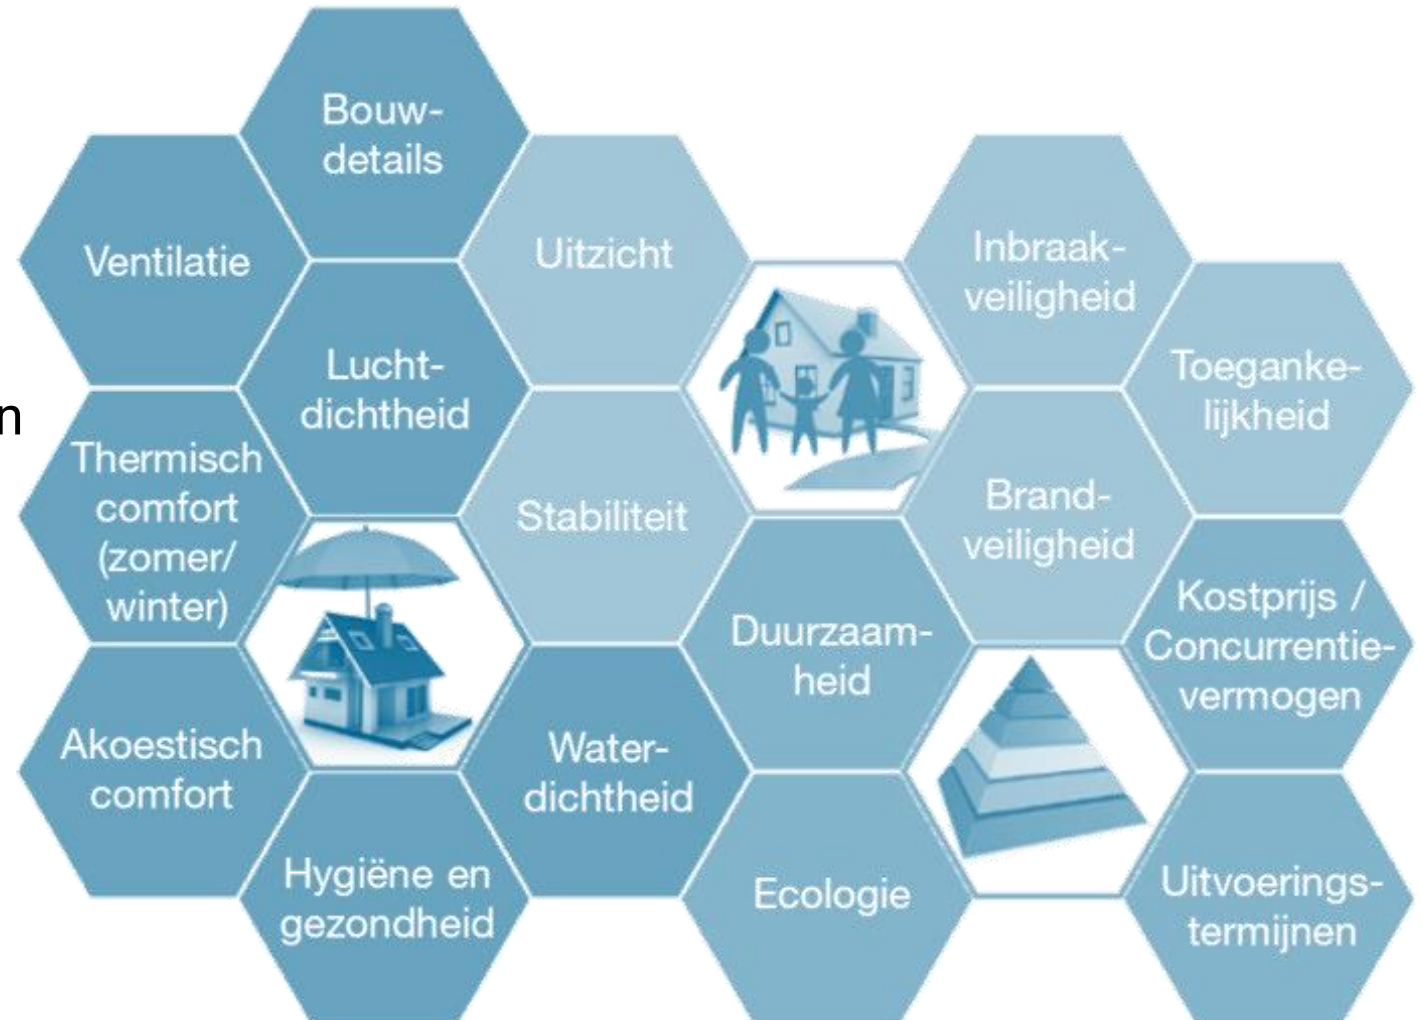 Bouw-
details
Ventilatie
Uitzicht
Inbraak-
veiligheid
Lucht-
dichtheid
Toeganke-
lijkheid
n
Thermisch
comfort
(zomer/
winter)
Stabiliteit
Brand-
veiligheid
Kostprijs /
Concurrentie-
vermogen
Duurzaam-
heid
Akoestisch
comfort
Water-
dichtheid
Hygiëne en
gezondheid
Ecologie
Uitvoerings-
termijnen